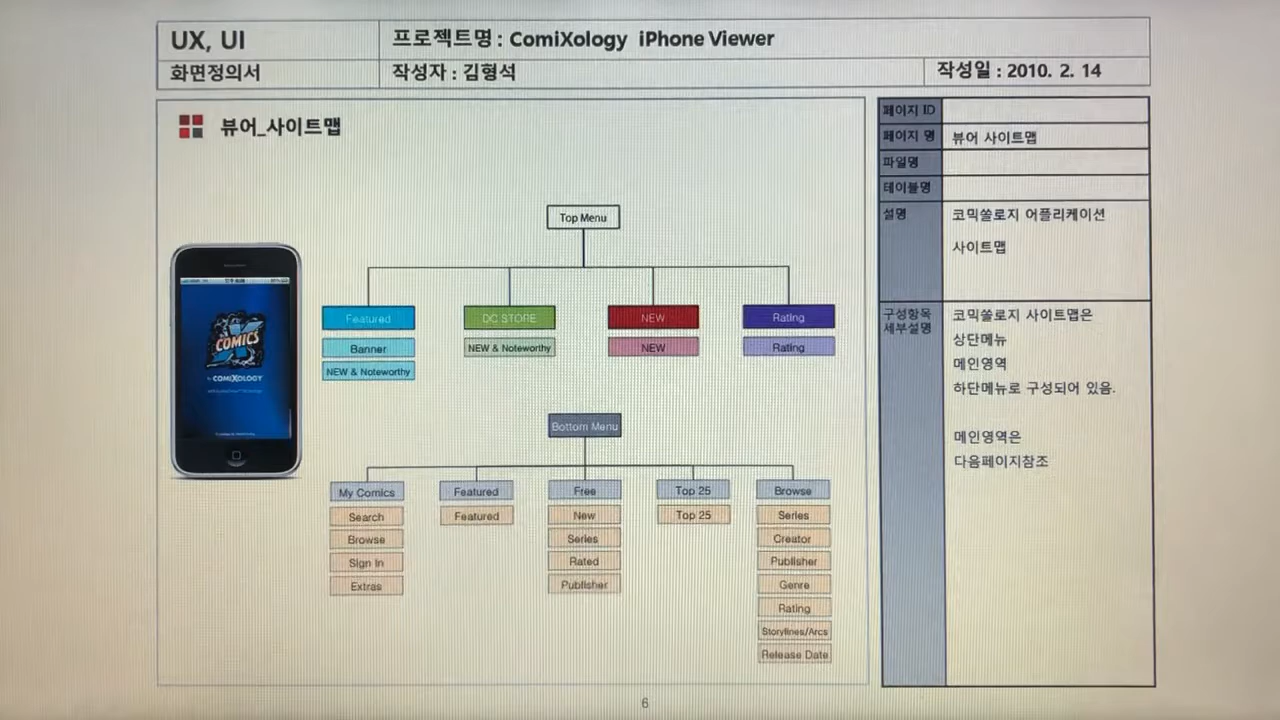 UX, UI
프로젝트명 : ComiXology iPhone Viewer
화면정의서
작성자 : 김형석
작성일 : 2010. 2. 14
뷰어_사이트맵
Top Menu
Featured
DC STORE
NEW
Rating
Banner
NEW & Noteworthy
NEW
Rating
NEW & Noteworthy
X
COMICS
by COMIXOLOGY
Bottom Menu
My Comics
Featured
Free
Top 25
Browse
Search
Featured
New
Top 25
Series
Browse
Series
Creator
Sign In
Rated
Publisher
Extras
Publisher
Genre
Rating
Storylines/Arcs
Release Date
페이지 ID
페이지 명
뷰어 사이트맵
파일명
테이블명
설명
코믹쏠로지 어플리케이션
사이트맵
구성항목
세부설명
코믹쏠로지 사이트맵은
상단메뉴
메인영역
하단메뉴로 구성되어 있음.
메인영역은
다음페이지참조
6